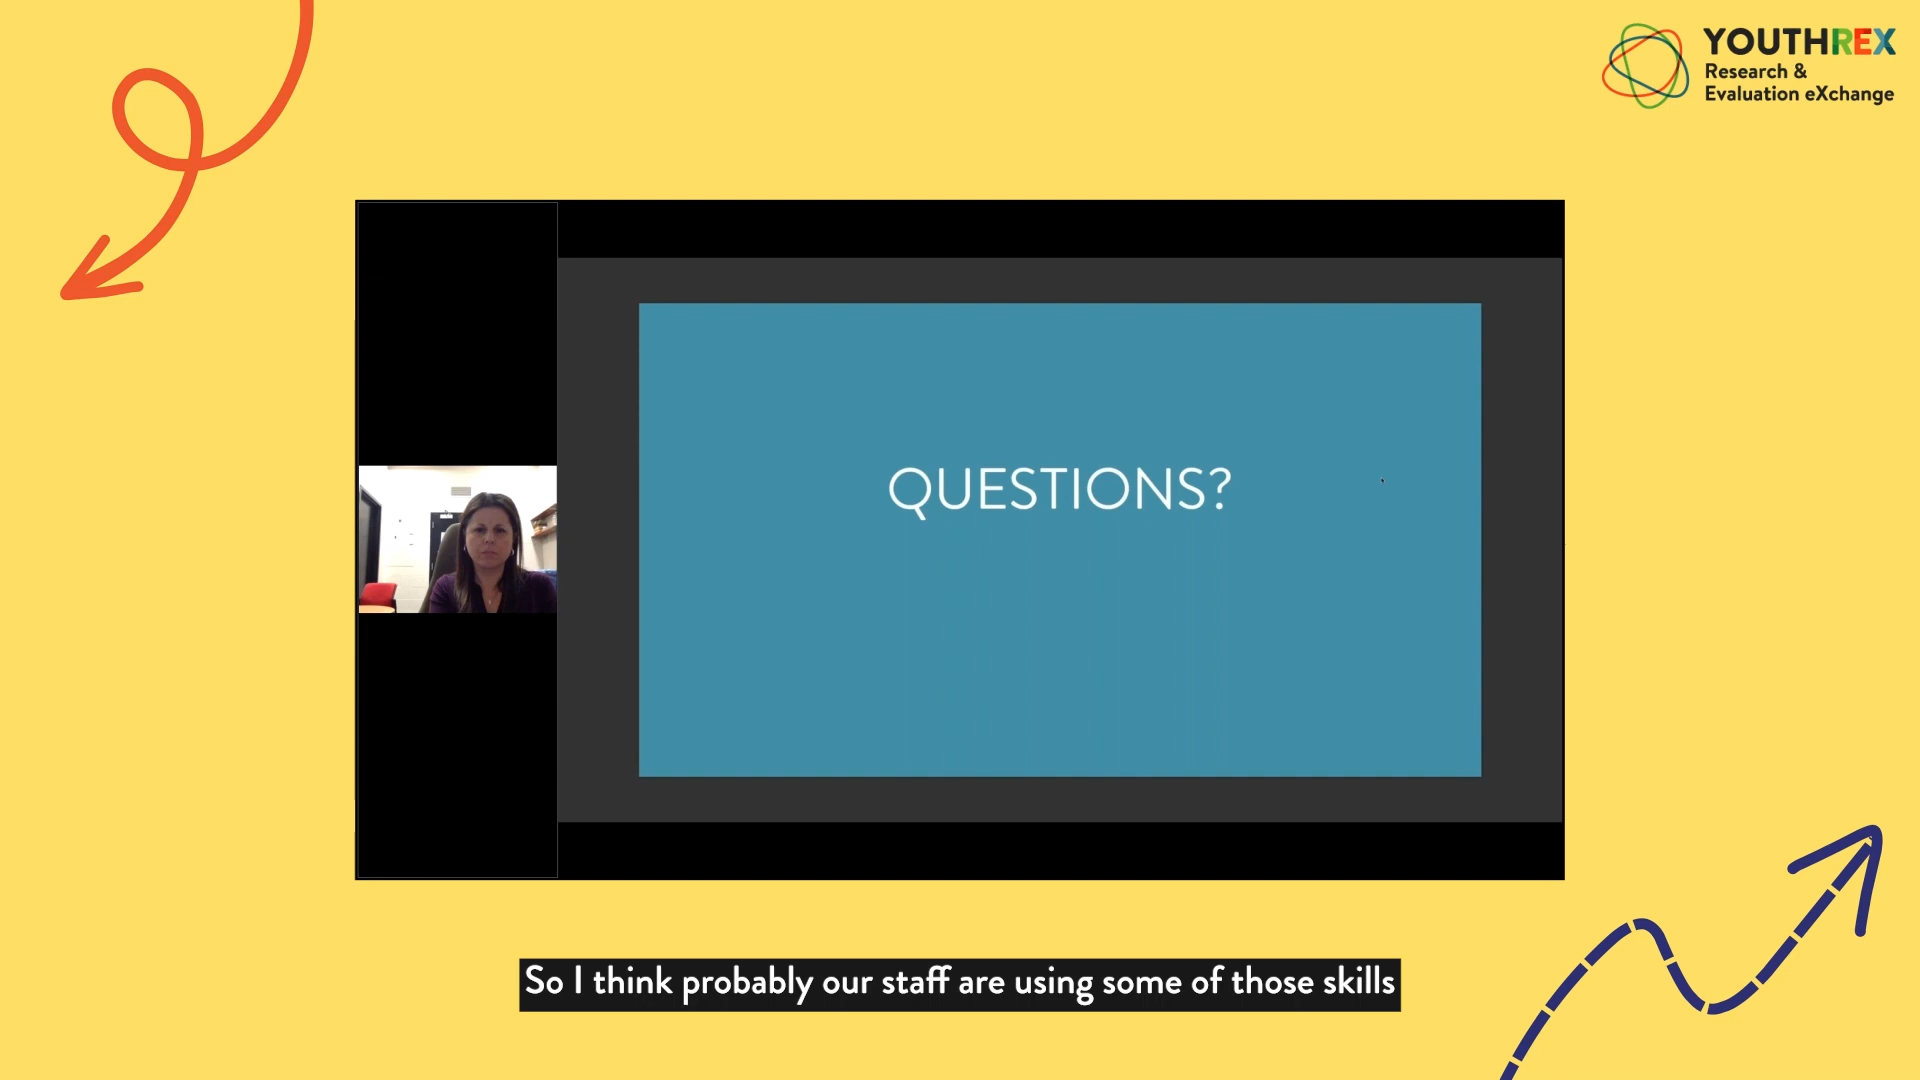 YOUTHREX
Research &
Evaluation eXchange
QUESTIONS?
So I think probably our staff are using some of those skills